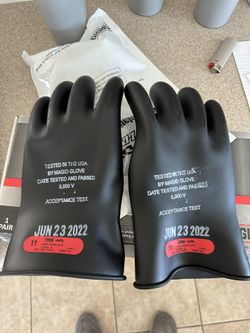 TESTED IN THE USA
BY MAGID GLOVE
DATE TESTED AND PASSED
5,000 V
ACCEPTANCE TEST
JUN 23 2022
11
TESTED IN THE USA
BY MAGID GLOVE
DATE TESTED AND PASSED
5,000 V
ACCEPTANCE TEST
JUN 23 2022
11
1
PAIR